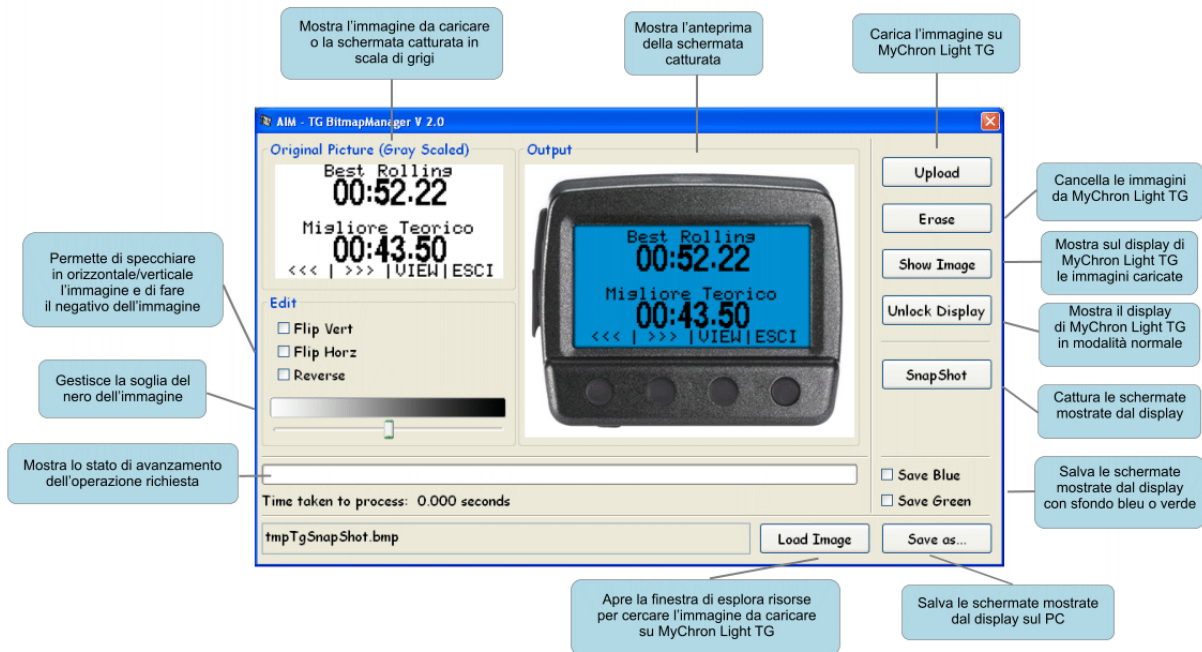 Mostra l'immagine da caricare
o la schermata catturata in
scala di grigi
Mostra l'anteprima
della schermata
catturata
Carica l'immagine su
MyChron Light TG
AIM - TG BitmapManager V 2.0
Original Picture (Gray Scaled)
Best Rolling
00:52.22
Migliore Teorico
00:43.50
<<< | >>> |VIEW|ESCI
Output
Best Rolling
00:52.22
Migliore Teorico
00:43.50
<<< | >>> |VIEW|ESCI
Upload
Erase
Show Image
Unlock Display
SnapShot
Cancella le immagini
da MyChron Light TG
Mostra sul display di
MyChron Light TG
le immagini caricate
Mostra il display
di MyChron Light TG
in modalità normale
Cattura le schermate
mostrate dal display
Permette di specchiare
in orizzontale/verticale
l'immagine e di fare
il negativo dell'immagine
Edit
Flip Vert
Flip Horz
Reverse
Gestisce la soglia del
nero dell'immagine
Mostra lo stato di avanzamento
dell'operazione richiesta
Time taken to process: 0.000 seconds
Save Blue
Save Green
Salva le schermate
mostrate dal display
con sfondo bleu o verde
tmpTgSnapShot.bmp
Load Image
Save as...
Apre la finestra di esplora risorse
per cercare l'immagine da caricare
su MyChron Light TG
Salva le schermate mostrate
dal display sul PC